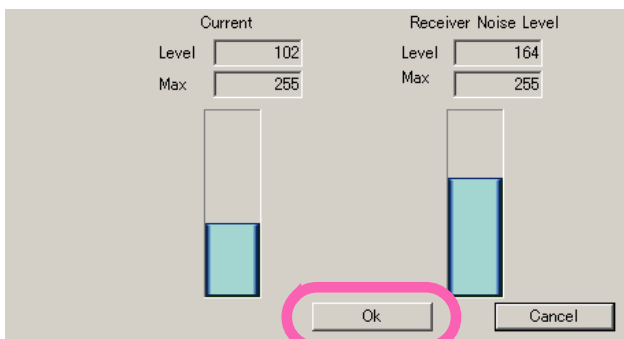 Current Receiver Noise Level
Level 102 Level 164
Max 255 Max 255
Ok Cancel